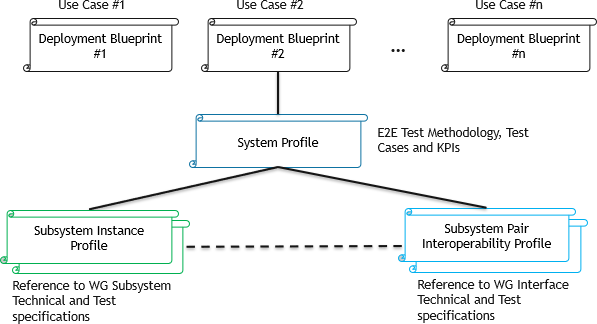 Use Case #1
Use Case #2
Use Case #n
Deployment Blueprint
#1
Deployment Blueprint
#2
...
Deployment Blueprint
#n
System Profile
E2E Test Methodology, Test
Cases and KPIs
Subsystem Instance
Profile
Subsystem Pair
Interoperability Profile
Reference to WG Subsystem
Technical and Test
specifications
Reference to WG Interface
Technical and Test
specifications